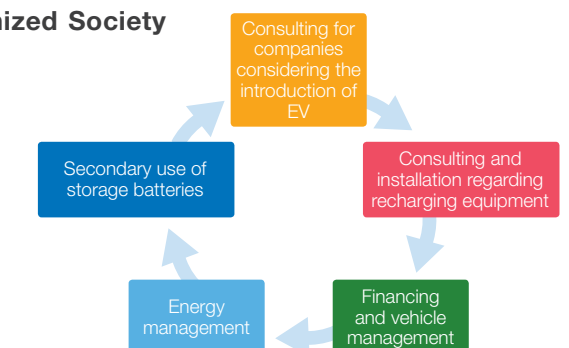 Society
Consulting for
companies
considering the
introduction of
EV
Consulting and
installation regarding
recharging equipment
Financing
and vehicle
management
Energy
management
Secondary use of
storage batteries